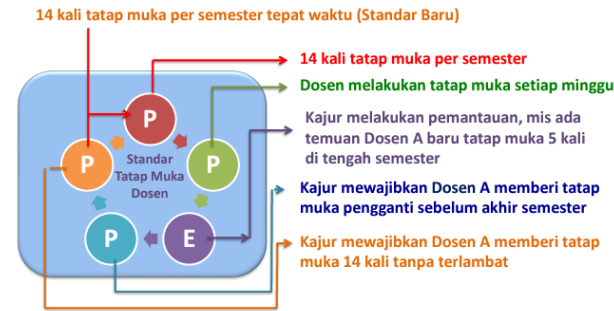 14 kali tatap muka per semester tepat waktu (Standar Baru)
14 kali tatap muka per semester
Dosen melakukan tatap muka setiap minggu
Kajur melakukan pemantauan, mis ada
temuan Dosen A baru tatap muka 5 kali
di tengah semester
Kajur mewajibkan Dosen A memberi tatap
muka pengganti sebelum akhir semester
Kajur mewajibkan Dosen A memberi tatap
muka 14 kali tanpa terlambat
P
P
E
P
P
Standar
Tatap Muka
Dosen